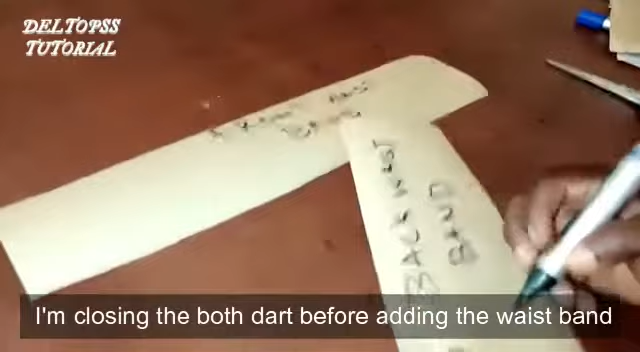 DELTOPSS
TUTORIAL
BACK WAIST
BAND
I'm closing the both dart before adding the waist band